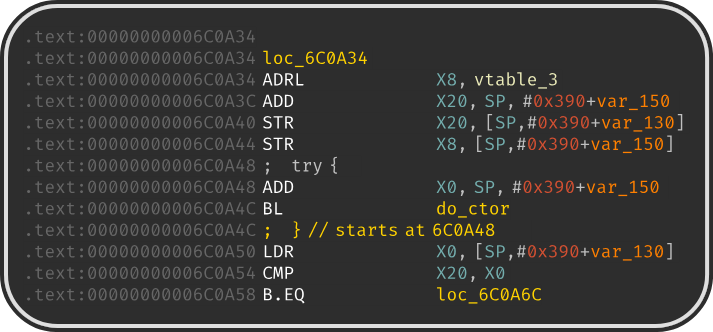 .text:00000000006C0A34
.text:00000000006C0A34 loc_6C0A34
.text:00000000006C0A34 ADRL X8, vtable_3
.text:00000000006C0A3C ADD X20, SP, #0x390+var_150
.text:00000000006C0A40 STR X20, [SP,#0x390+var_130]
.text:00000000006C0A44 STR X8, [SP,#0x390+var_150]
.text:00000000006C0A48 ; try {
.text:00000000006C0A48 ADD X0, SP, #0x390+var_150
.text:00000000006C0A4C BL do_ctor
.text:00000000006C0A4C ; } // starts at 6C0A48
.text:00000000006C0A50 LDR X0, [SP,#0x390+var_130]
.text:00000000006C0A54 CMP X20, X0
.text:00000000006C0A58 B.EQ loc_6C0A6C